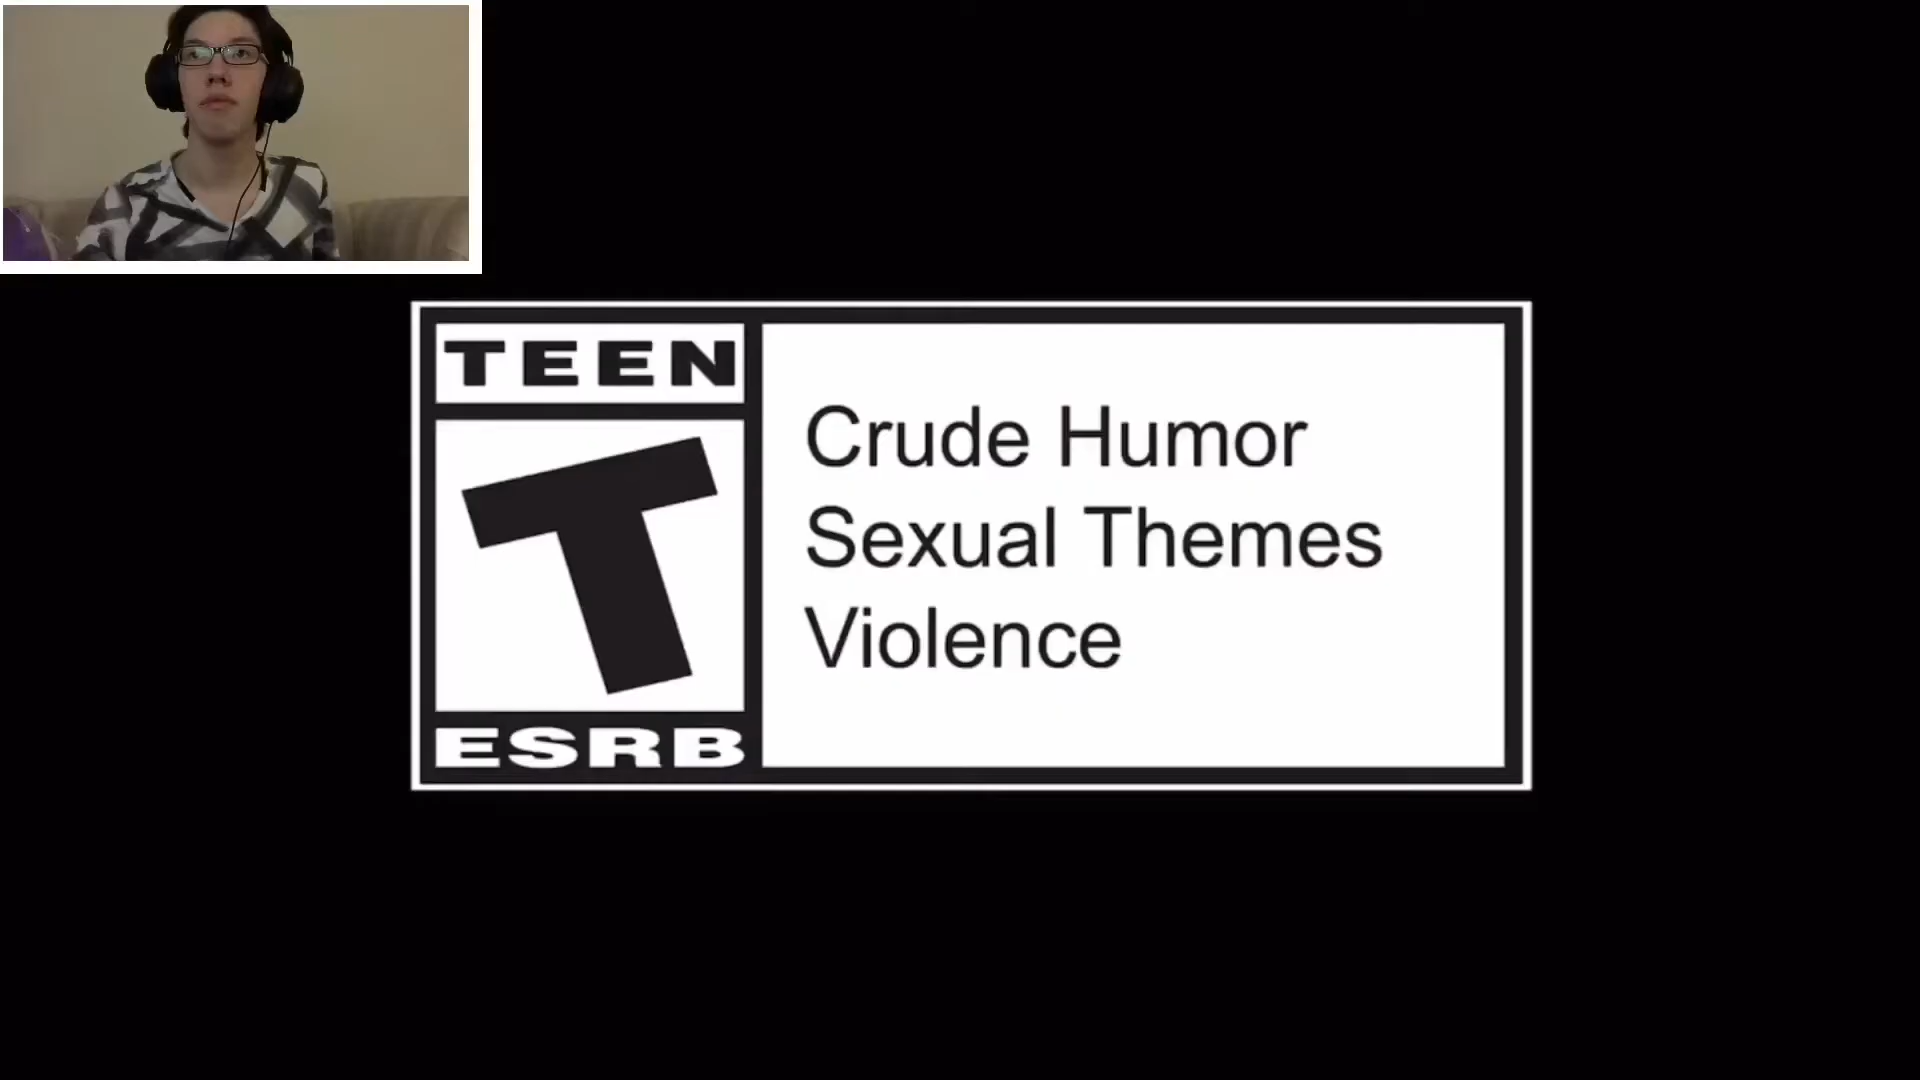 TEEN
T
ESRB
Crude Humor
Sexual Themes
Violence